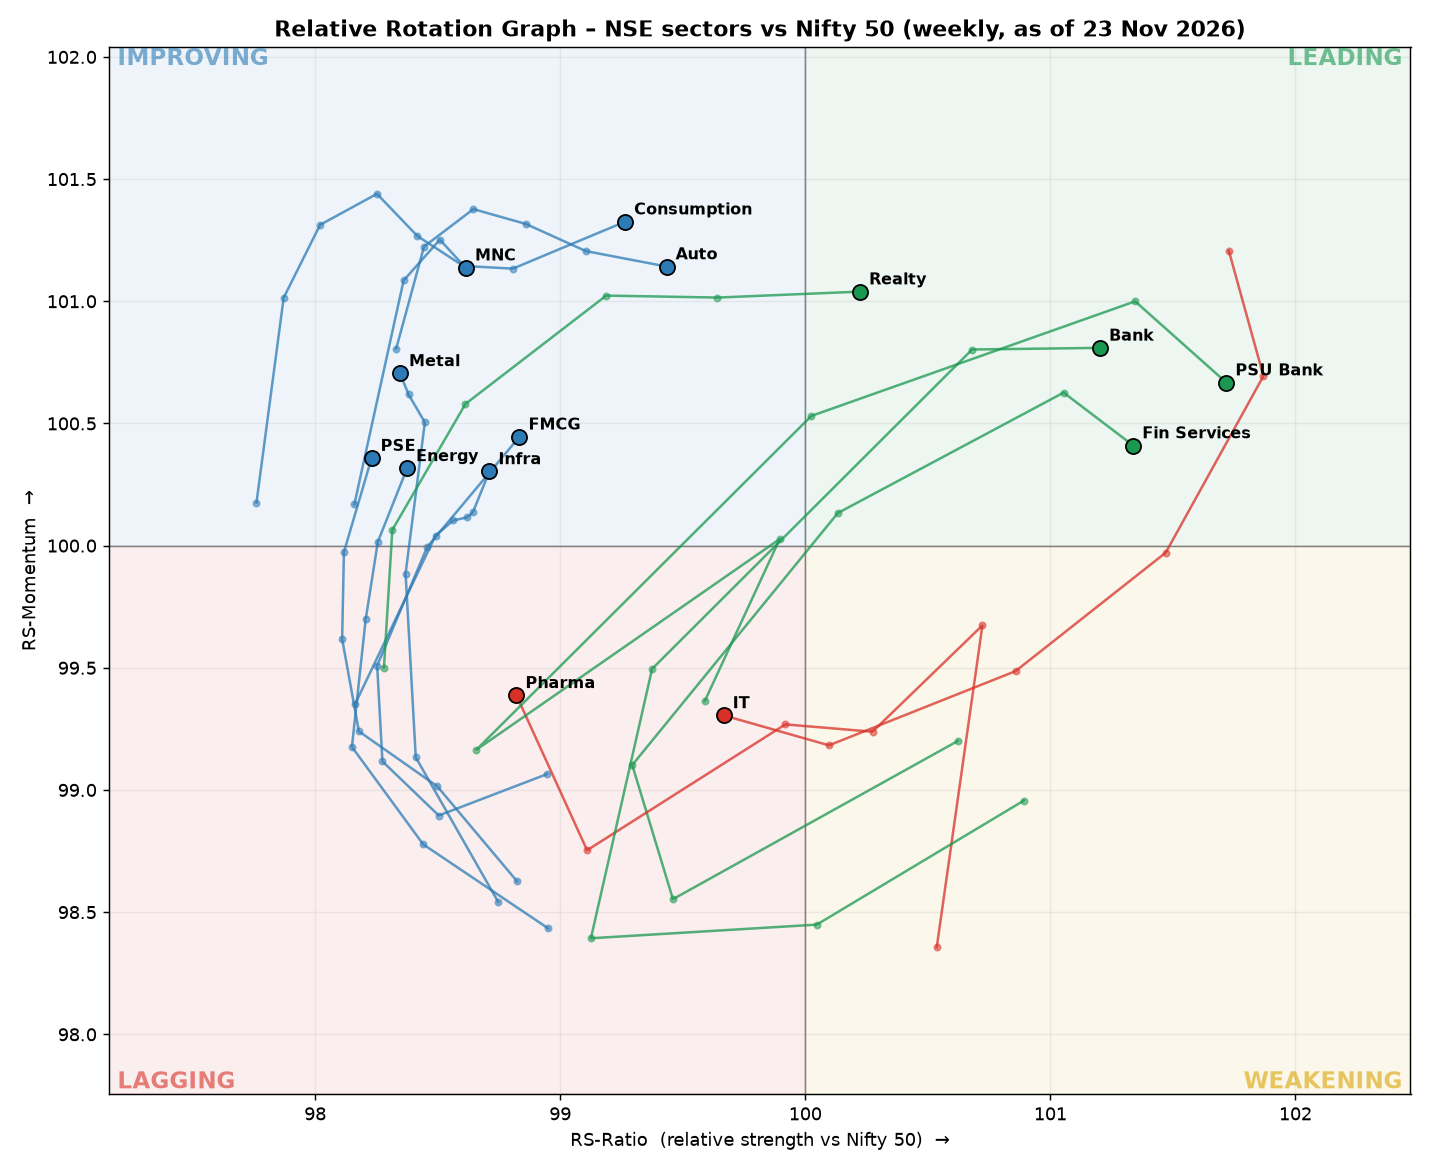 Relative Rotation Graph – NSE sectors vs Nifty 50 (weekly, as of 23 Nov 2026)
IMPROVING
LEADING
102.0
101.5
101.0
100.5
100.0
99.5
99.0
98.5
98.0
RS-Momentum →
Consumption
MNC
Auto
Realty
Bank
Metal
PSU Bank
FMCG
Fin Services
PSE
Energy
Infra
Pharma
IT
LAGGING
WEAKENING
98
99
100
101
102
RS-Ratio (relative strength vs Nifty 50) →